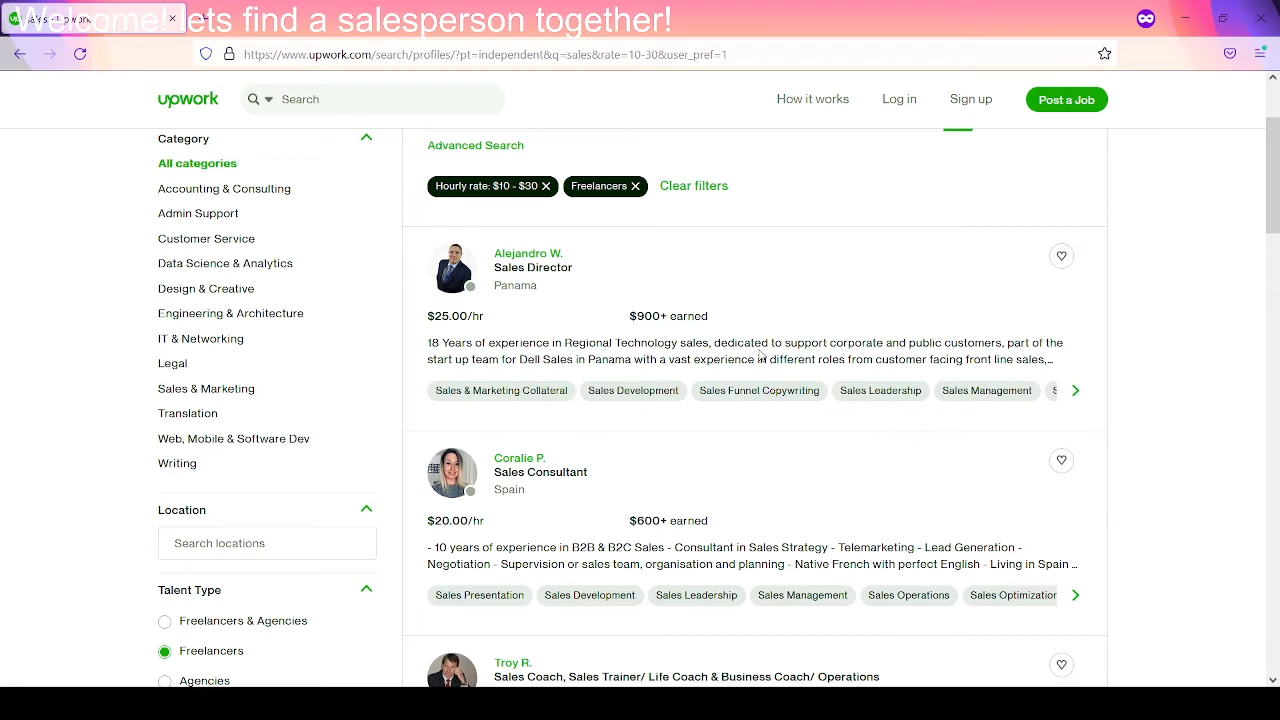 Welcome! lets find a salesperson together!
https://www.upwork.com/search/profiles/?pt=independent&q=sales&rate=10-30&user_pref=1
upwork
Search
How it works
Log in
Sign up
Post a Job
Category
All categories
Accounting & Consulting
Admin Support
Customer Service
Data Science & Analytics
Design & Creative
Engineering & Architecture
IT & Networking
Legal
Sales & Marketing
Translation
Web, Mobile & Software Dev
Writing
Location
Search locations
Talent Type
Freelancers & Agencies
Freelancers
Agencies
Advanced Search
Hourly rate: $10 - $30
Freelancers
Clear filters
Alejandro W.
Sales Director
Panama
$25.00/hr
$900+ earned
18 Years of experience in Regional Technology sales, dedicated to support corporate and public customers, part of the
start up team for Dell Sales in Panama with a vast experience in different roles from customer facing front line sales,...
Sales & Marketing Collateral
Sales Development
Sales Funnel Copywriting
Sales Leadership
Sales Management
Coralie P.
Sales Consultant
Spain
$20.00/hr
$600+ earned
- 10 years of experience in B2B & B2C Sales - Consultant in Sales Strategy - Telemarketing - Lead Generation -
Negotiation - Supervision or sales team, organisation and planning - Native French with perfect English - Living in Spain ...
Sales Presentation
Sales Development
Sales Leadership
Sales Management
Sales Operations
Sales Optimization
Troy R.
Sales Coach, Sales Trainer/ Life Coach & Business Coach/ Operations